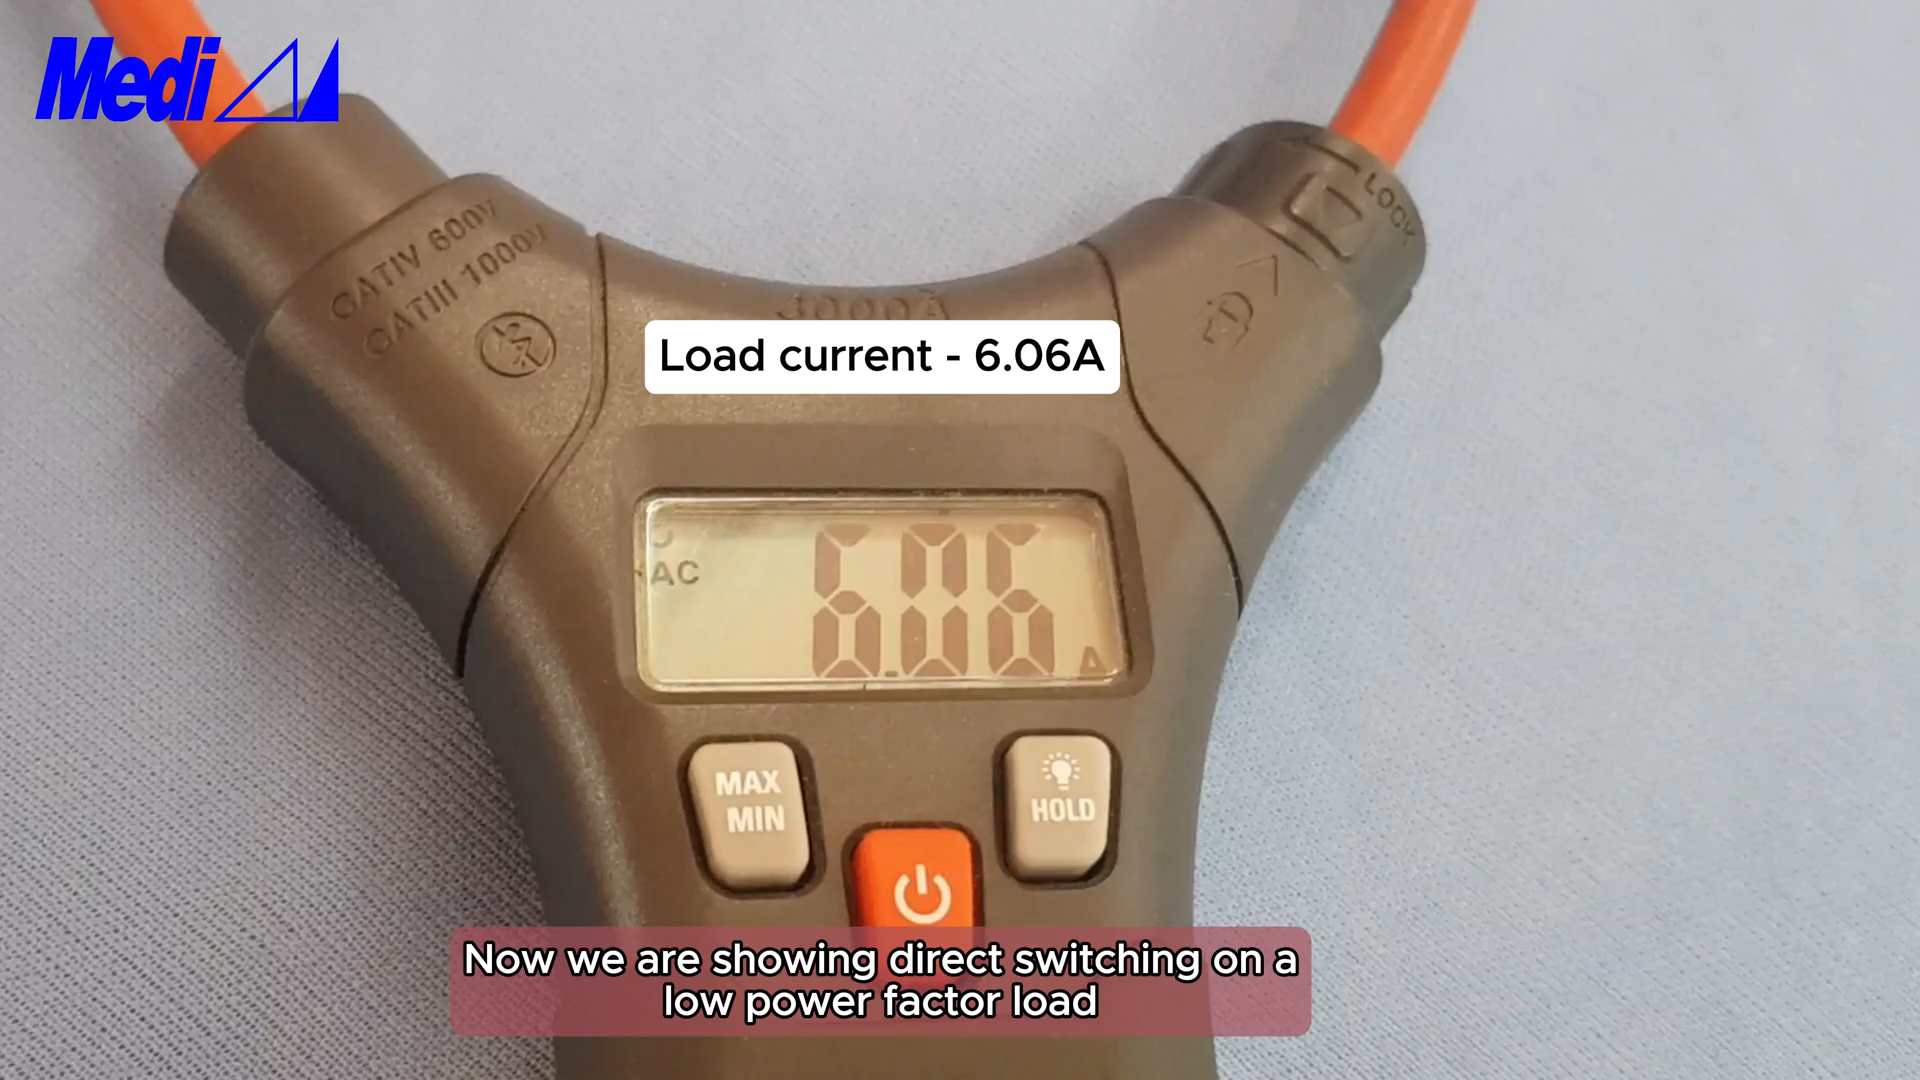 Medi
LOCK
CATIV 600V
CATIII 1000V
3000A
Load current - 6.06A
AC
6.06
A
MAX
MIN
HOLD
Now we are showing direct switching on a
low power factor load